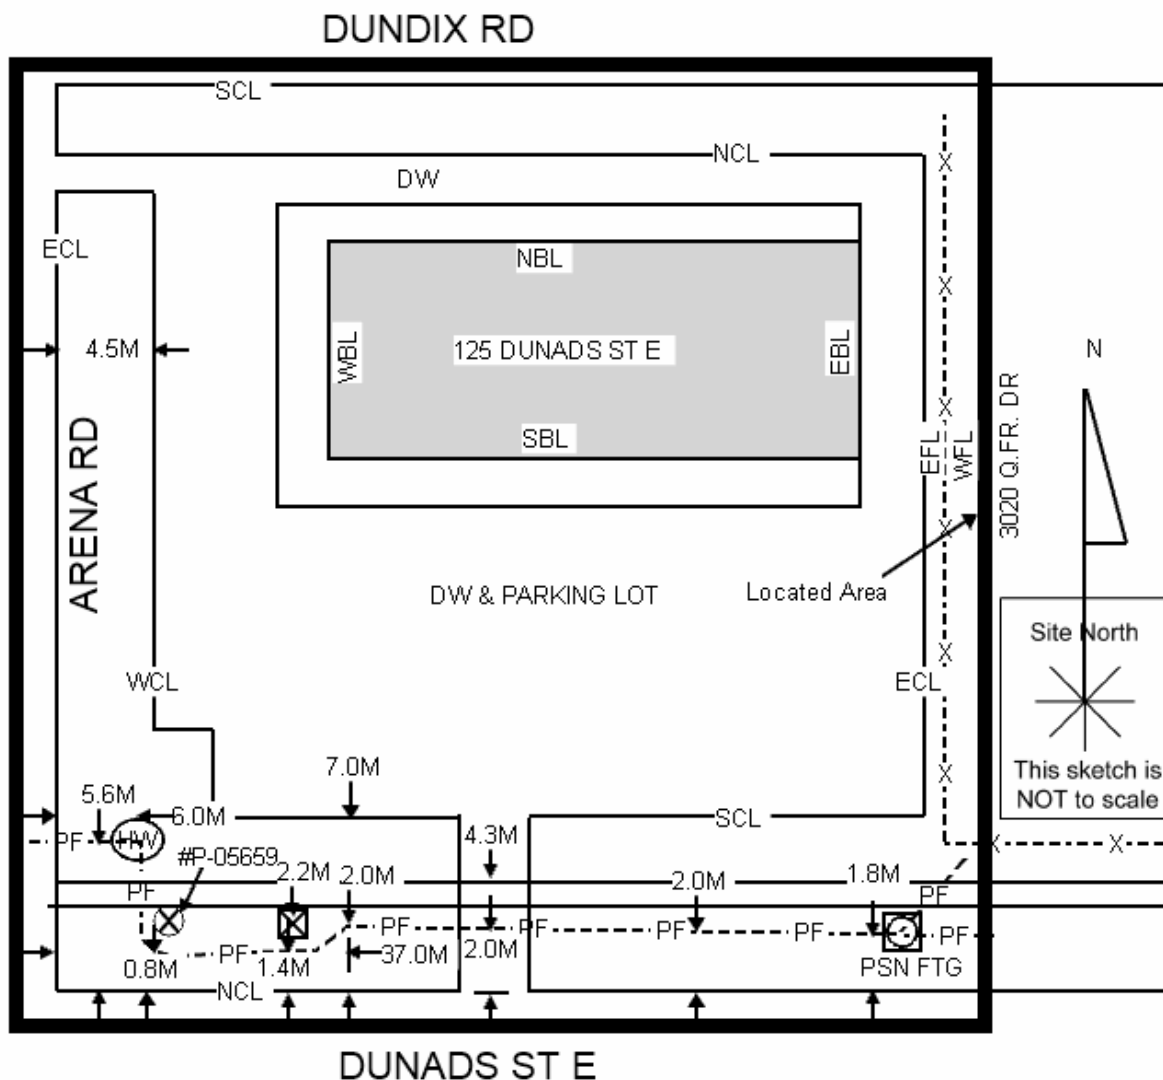 DUNDIX RD
SCL
NCL
DW
ECL
NBL
4.5M
WBL
125 DUNADS ST E
EBL
N
SBL
EFL
WFL
3020 Q.FR. DR
ARENA RD
X
X
X
X
X
X
DW & PARKING LOT
Located Area
Site North
WCL
ECL
This sketch is
NOT to scale
7.0M
5.6M
6.0M
SCL
4.3M
PF
HW
X
X
#P-05659
2.2M
2.0M
2.0M
1.8M
PF
PF
PF
PF
PF
PF
PF
0.8M
1.4M
37.0M
2.0M
PSN FTG
NCL
DUNADS ST E